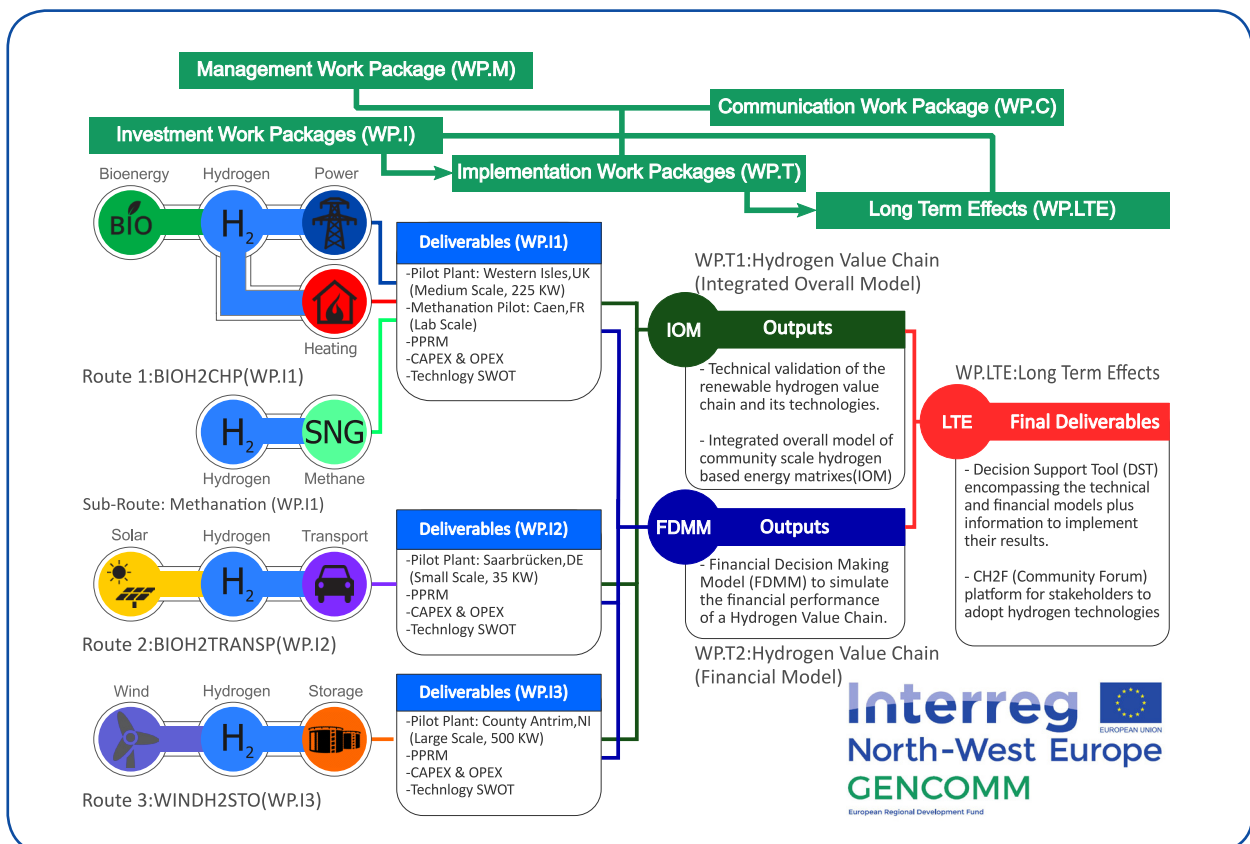 Management Work Package (WP.M)
Communication Work Package (WP.C)
Investment Work Packages (WP.I)
Implementation Work Packages (WP.T)
Long Term Effects (WP.LTE)
Bioenergy
Hydrogen
Power
BIO
H2
Heating
Route 1:BIOH2CHP(WP.I1)
H2
SNG
Hydrogen
Methane
Sub-Route: Methanation (WP.I1)
Solar
Hydrogen
Transport
H2
Route 2:BIOH2TRANSP(WP.I2)
Wind
Hydrogen
Storage
H2
Route 3:WINDH2STO(WP.I3)
Deliverables (WP.I1)
-Pilot Plant: Western Isles,UK
(Medium Scale, 225 KW)
-Methanation Pilot: Caen,FR
(Lab Scale)
-PPRM
-CAPEX & OPEX
-Technlogy SWOT
Deliverables (WP.I2)
-Pilot Plant: Saarbrücken,DE
(Small Scale, 35 KW)
-PPRM
-CAPEX & OPEX
-Technlogy SWOT
Deliverables (WP.I3)
-Pilot Plant: County Antrim,NI
(Large Scale, 500 KW)
-PPRM
-CAPEX & OPEX
-Technlogy SWOT
WP.T1:Hydrogen Value Chain
(Integrated Overall Model)
IOM
Outputs
- Technical validation of the
renewable hydrogen value
chain and its technologies.
- Integrated overall model of
community scale hydrogen
based energy matrixes(IOM)
FDMM
Outputs
- Financial Decision Making
Model (FDMM) to simulate
the financial performance
of a Hydrogen Value Chain.
WP.T2:Hydrogen Value Chain
(Financial Model)
WP.LTE:Long Term Effects
LTE
Final Deliverables
- Decision Support Tool (DST)
encompassing the technical
and financial models plus
information to implement
their results.
- CH2F (Community Forum)
platform for stakeholders to
adopt hydrogen technologies
Interreg
EUROPEAN UNION
North-West Europe
GENCOMM
European Regional Development Fund